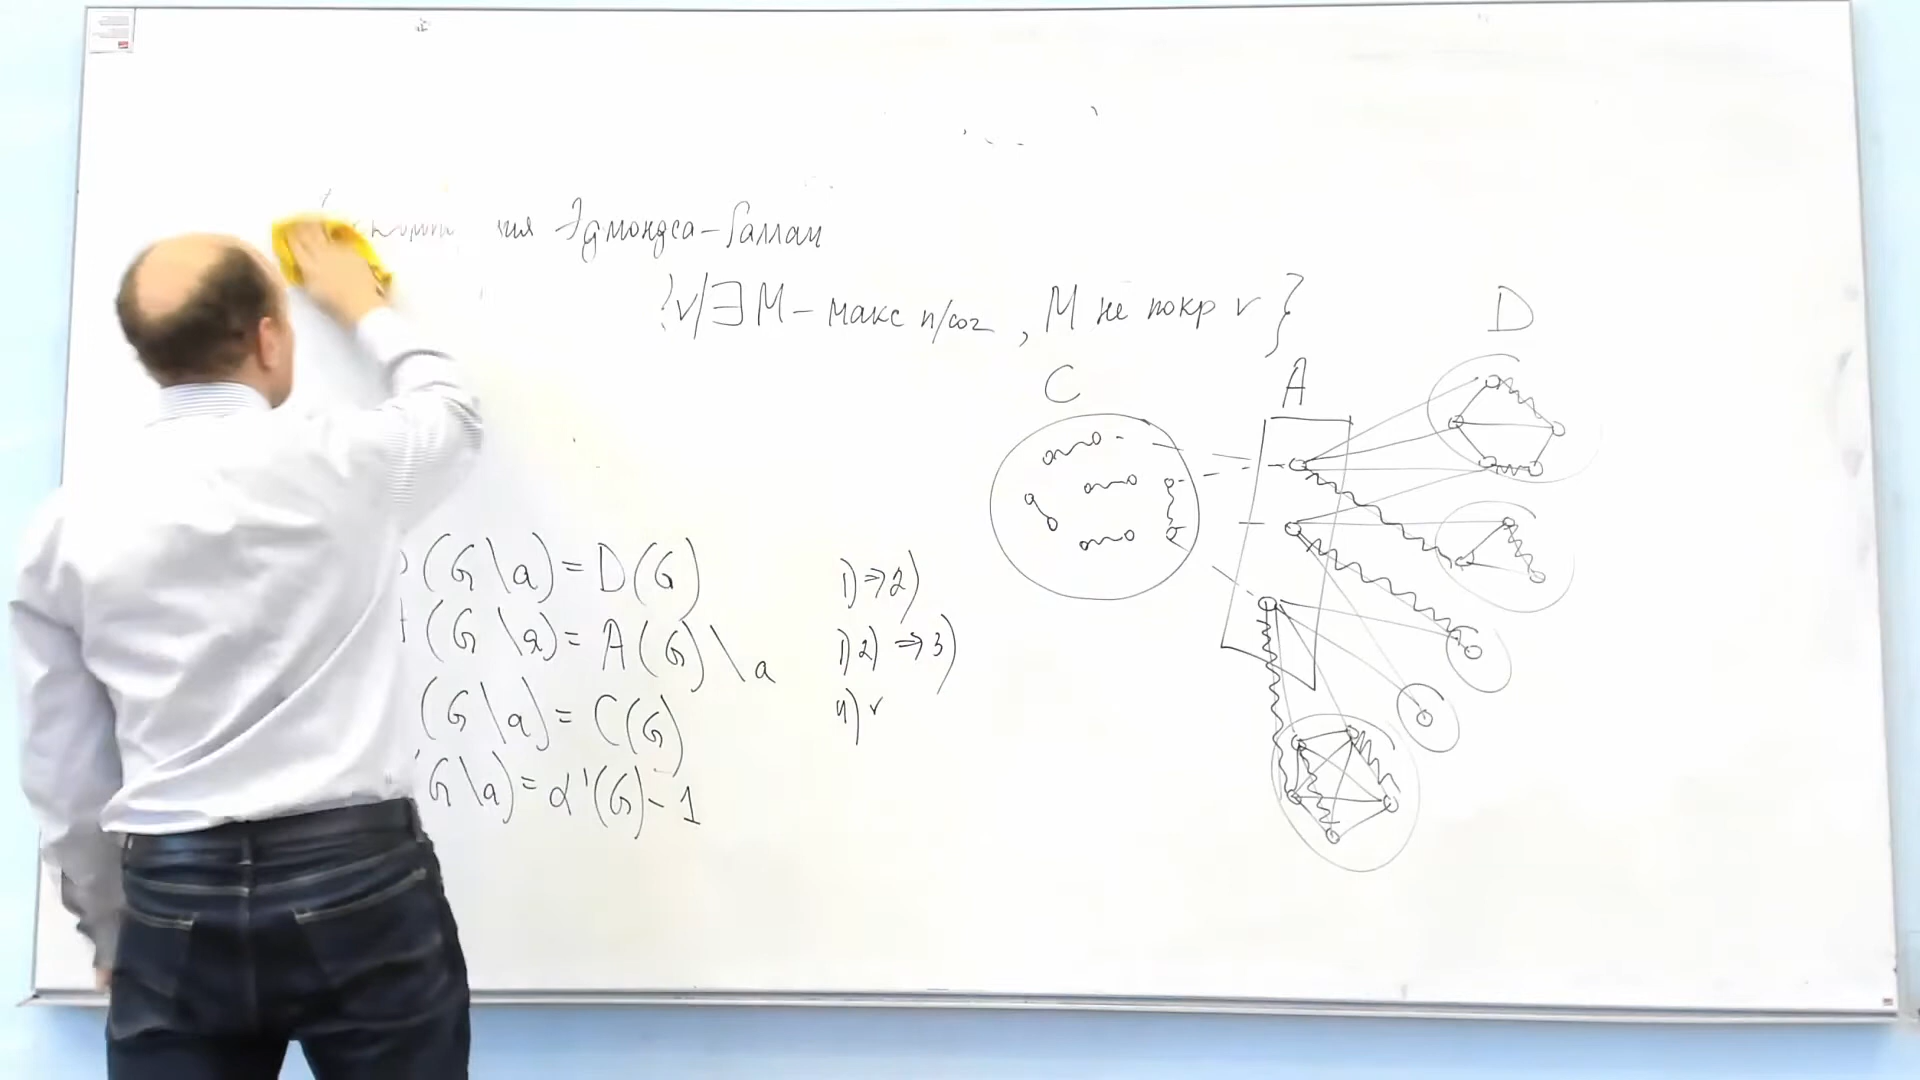 Эдмондса – Галлаи
{v | ∃ M – макс п/сог , M не покр v}
D
C
A
(G \ a) = D(G)
(G \ a) = A(G) \ a
(G \ a) = C(G)
'(G \ a) = α'(G) - 1
1) ⇒ 2)
1) 2) ⇒ 3)
4) v